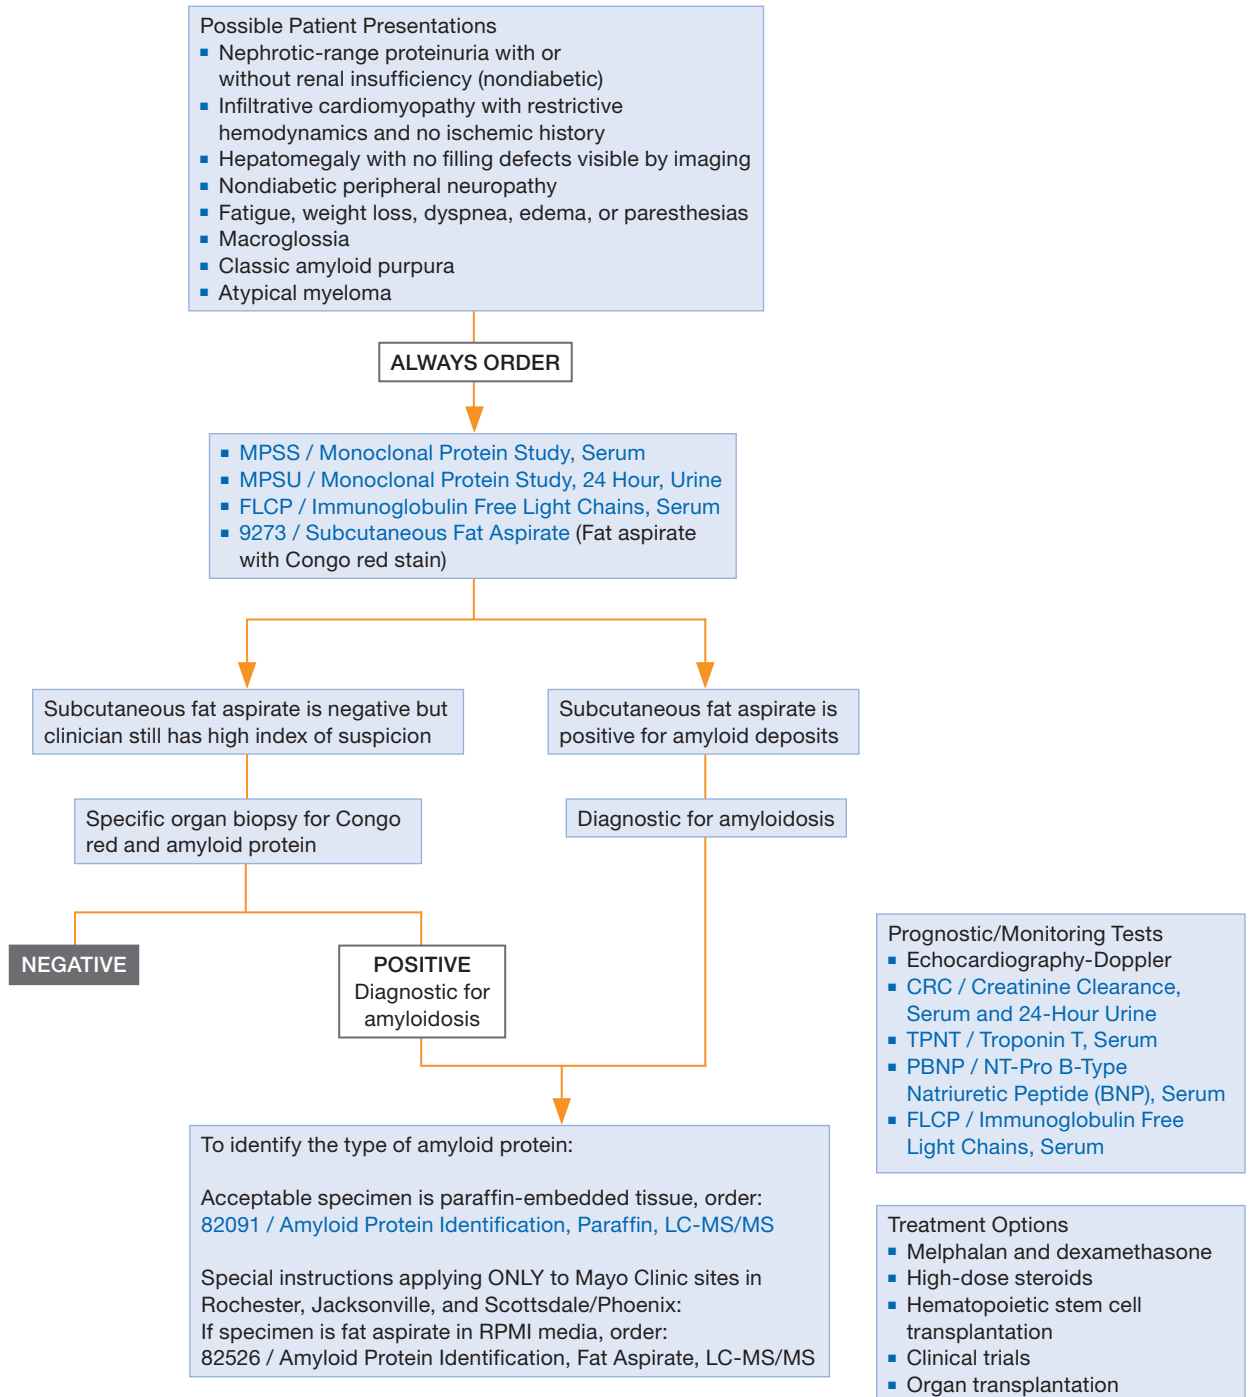 Possible Patient Presentations
▪ Nephrotic-range proteinuria with or
without renal insufficiency (nondiabetic)
▪ Infiltrative cardiomyopathy with restrictive
hemodynamics and no ischemic history
▪ Hepatomegaly with no filling defects visible by imaging
▪ Nondiabetic peripheral neuropathy
▪ Fatigue, weight loss, dyspnea, edema, or paresthesias
▪ Macroglossia
▪ Classic amyloid purpura
▪ Atypical myeloma
ALWAYS ORDER
▪ MPSS / Monoclonal Protein Study, Serum
▪ MPSU / Monoclonal Protein Study, 24 Hour, Urine
▪ FLCP / Immunoglobulin Free Light Chains, Serum
▪ 9273 / Subcutaneous Fat Aspirate (Fat aspirate
with Congo red stain)
Subcutaneous fat aspirate is negative but
clinician still has high index of suspicion
Subcutaneous fat aspirate is
positive for amyloid deposits
Specific organ biopsy for Congo
red and amyloid protein
Diagnostic for amyloidosis
NEGATIVE
POSITIVE
Diagnostic for
amyloidosis
To identify the type of amyloid protein:
Acceptable specimen is paraffin-embedded tissue, order:
82091 / Amyloid Protein Identification, Paraffin, LC-MS/MS
Special instructions applying ONLY to Mayo Clinic sites in
Rochester, Jacksonville, and Scottsdale/Phoenix:
If specimen is fat aspirate in RPMI media, order:
82526 / Amyloid Protein Identification, Fat Aspirate, LC-MS/MS
Prognostic/Monitoring Tests
▪ Echocardiography-Doppler
▪ CRC / Creatinine Clearance,
Serum and 24-Hour Urine
▪ TPNT / Troponin T, Serum
▪ PBNP / NT-Pro B-Type
Natriuretic Peptide (BNP), Serum
▪ FLCP / Immunoglobulin Free
Light Chains, Serum
Treatment Options
▪ Melphalan and dexamethasone
▪ High-dose steroids
▪ Hematopoietic stem cell
transplantation
▪ Clinical trials
▪ Organ transplantation